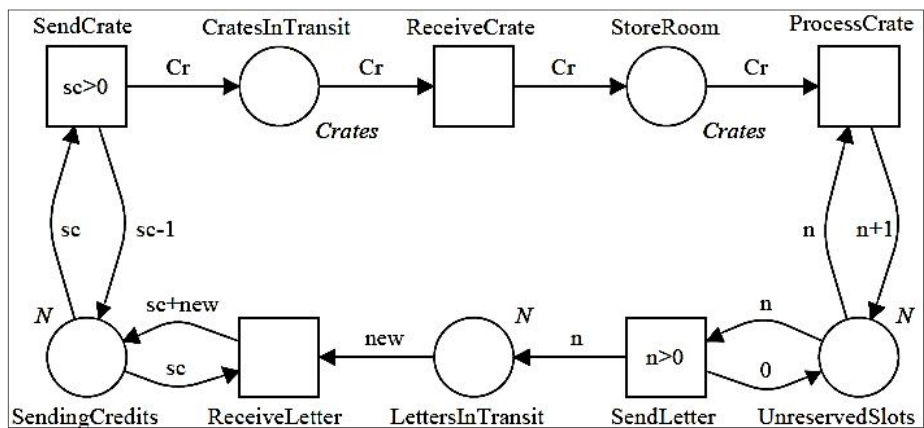 SendCrate CratesInTransit ReceiveCrate StoreRoom ProcessCrate
sc>0 Cr Cr Cr Cr
Crates Crates
sc sc-1 n n+1
N sc+new N n N
new n n>0 0
sc
SendingCredits ReceiveLetter LettersInTransit SendLetter UnreservedSlots